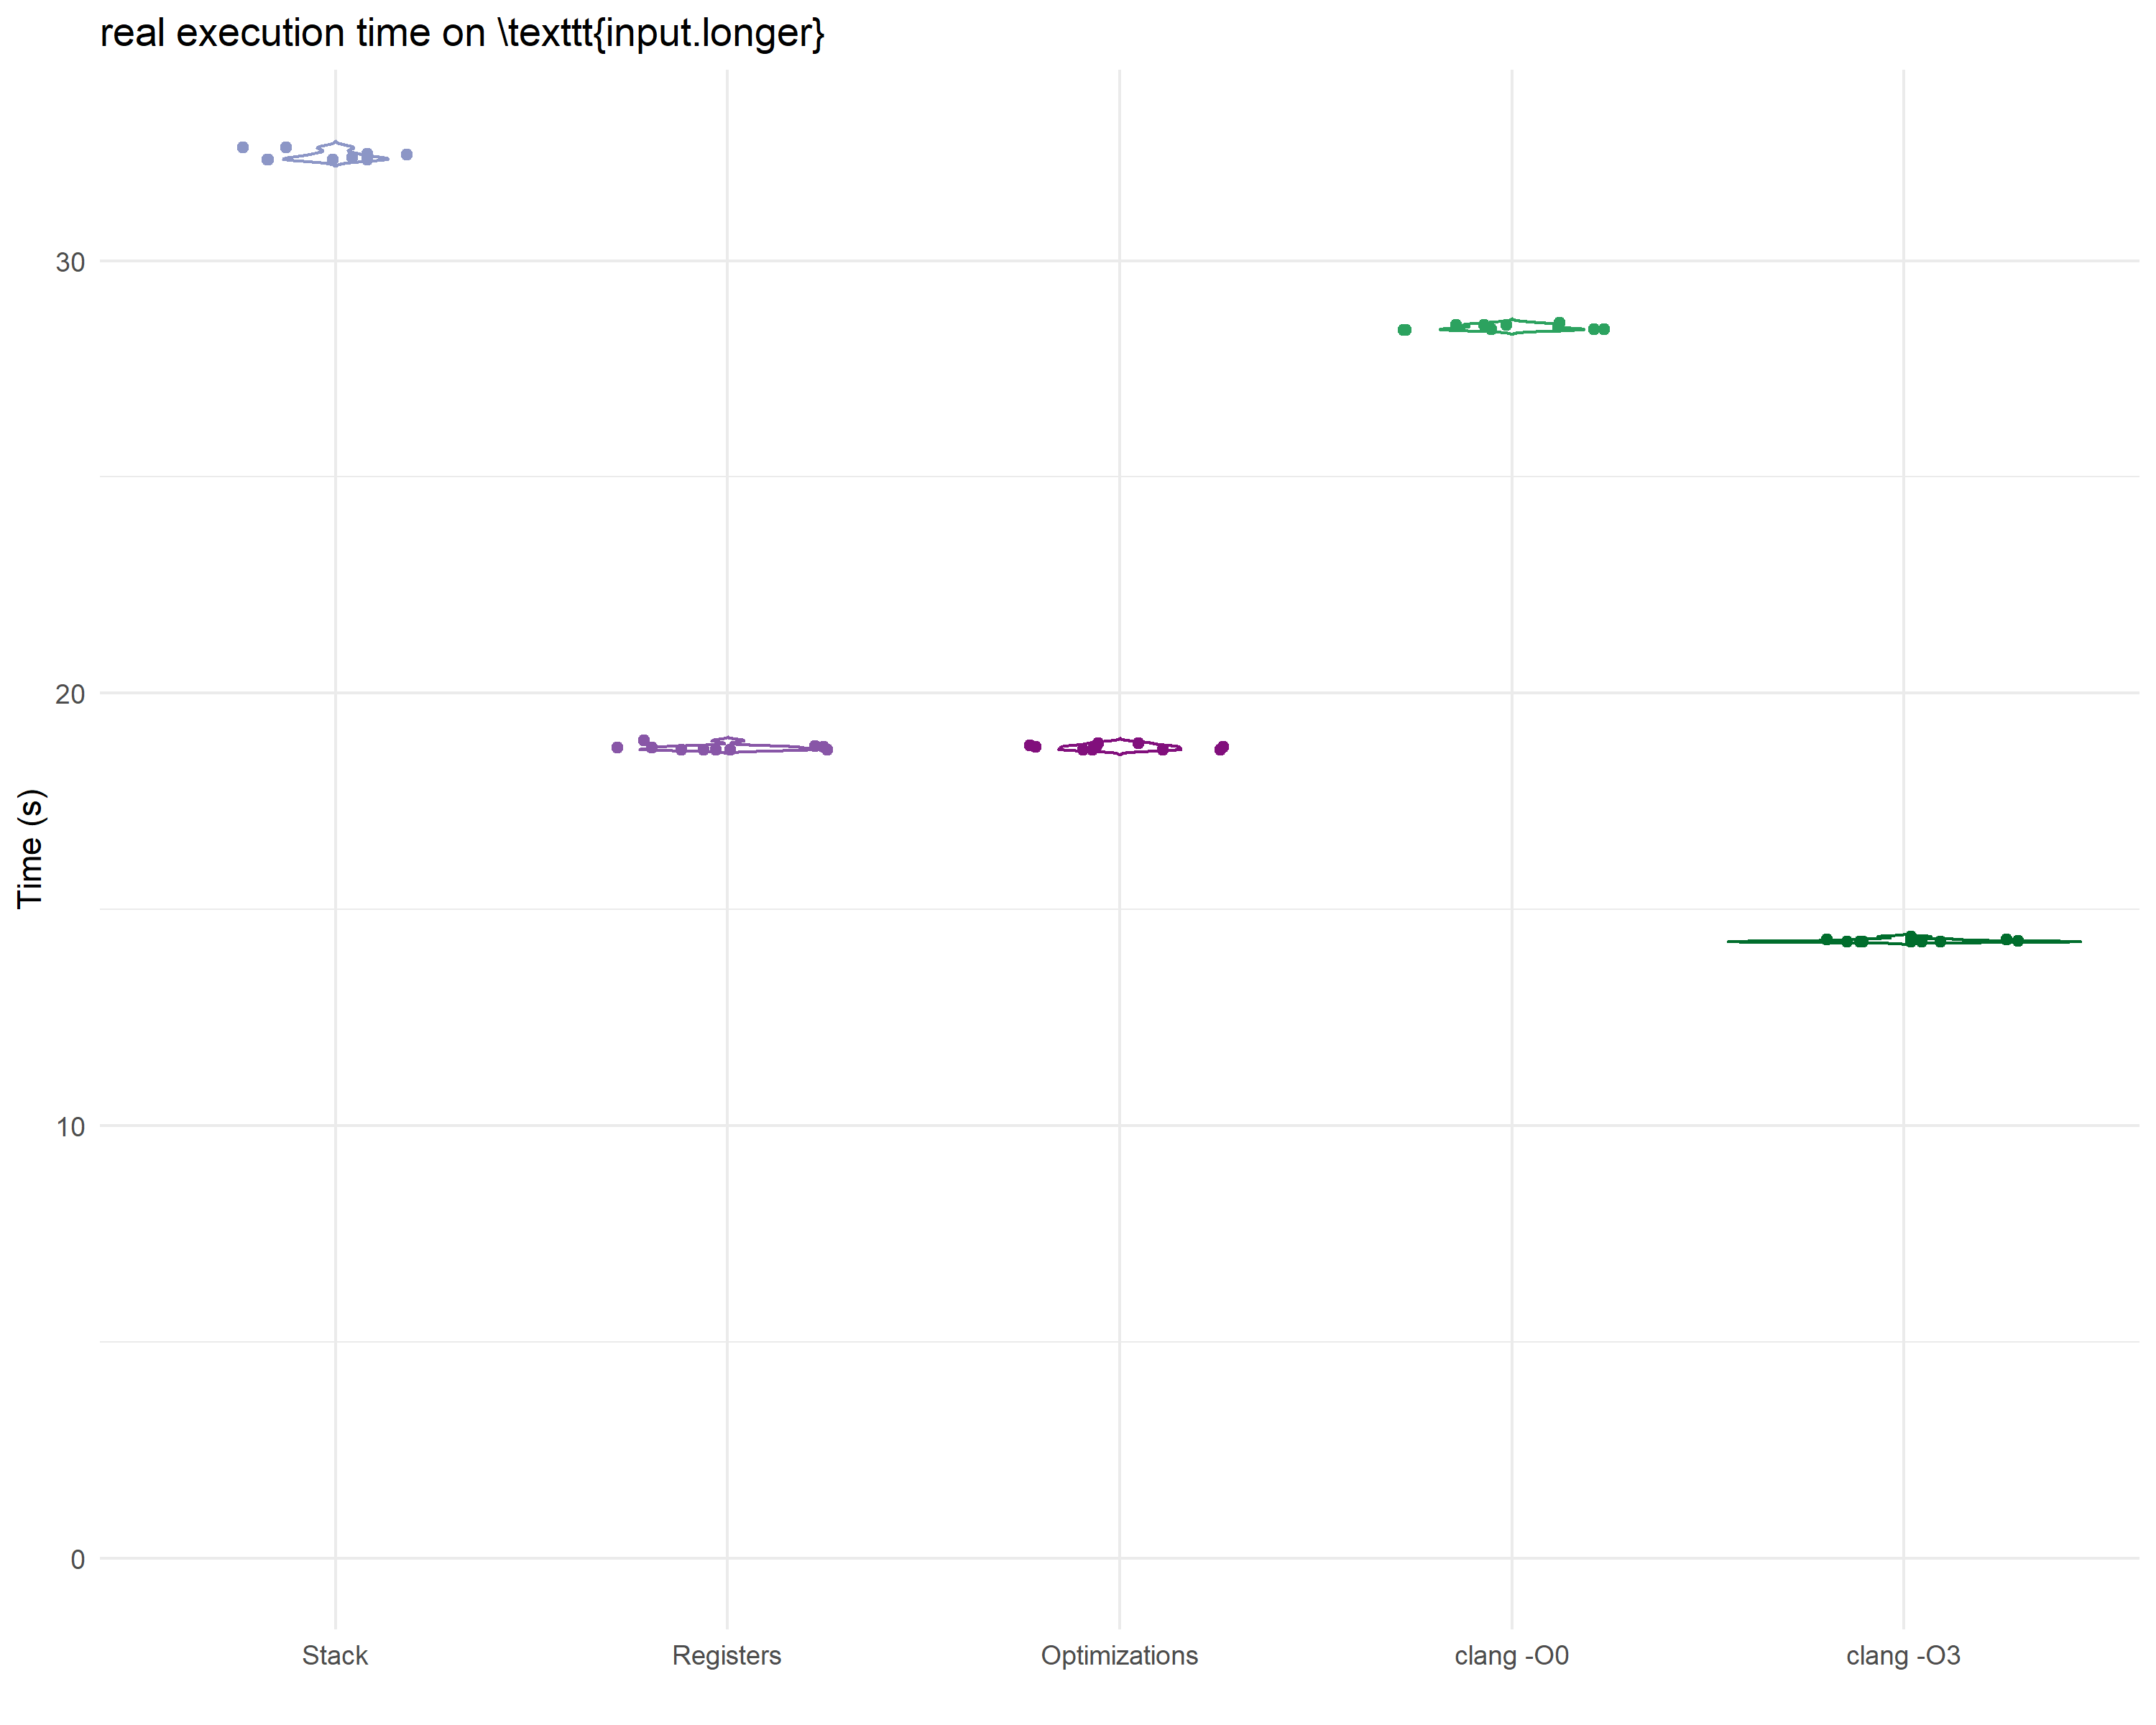 real execution time on \texttt{input.longer}
30
20
10
0
Time (s)
Stack
Registers
Optimizations
clang -O0
clang -O3